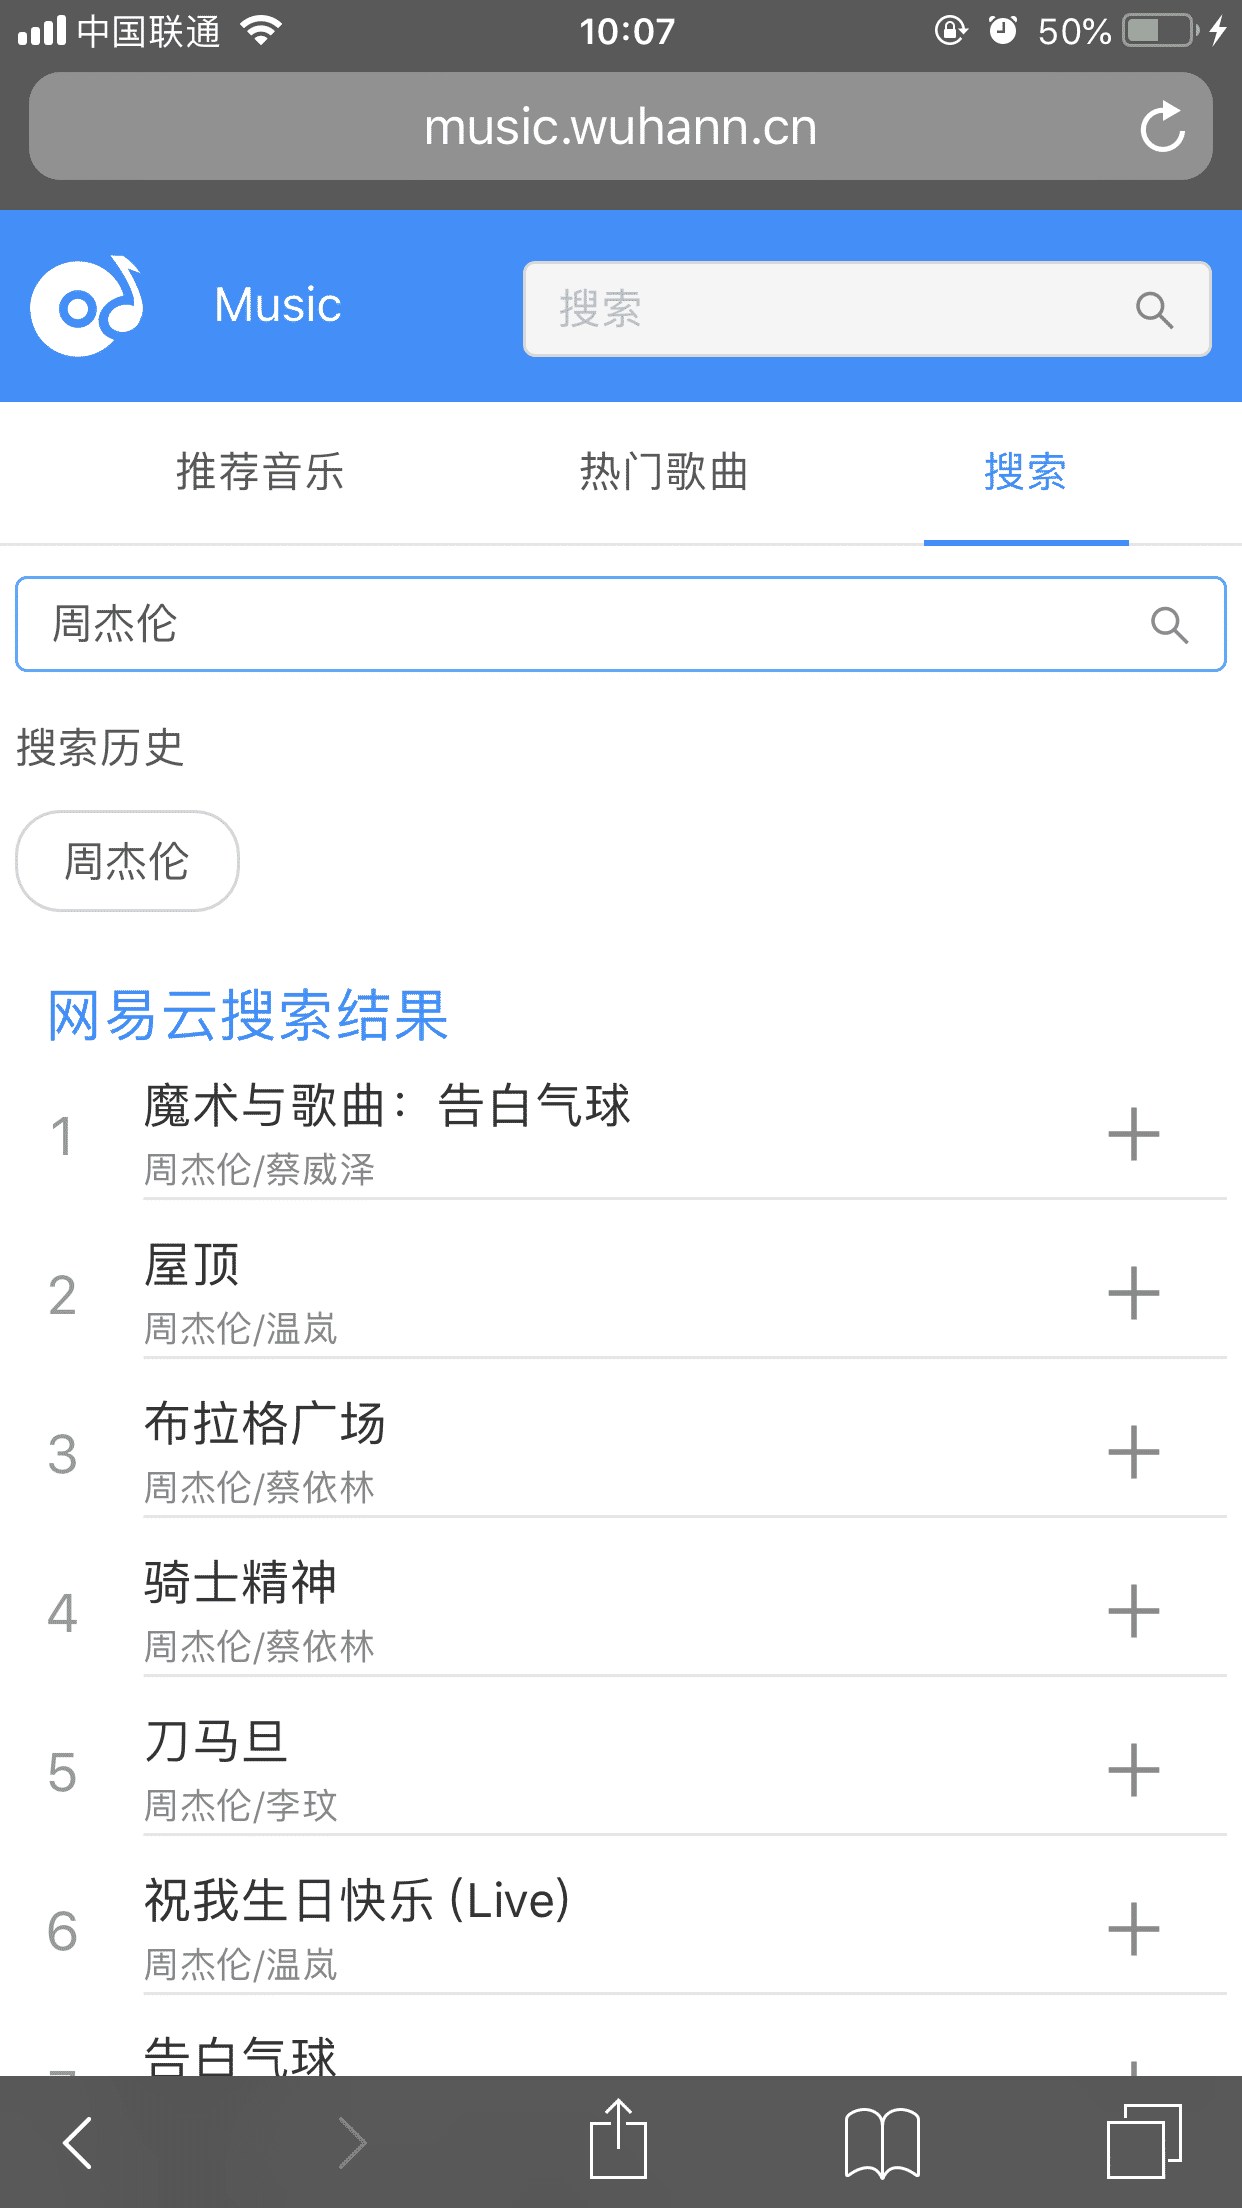 中国联通 10:07 50%
music.wuhann.cn
Music 搜索
推荐音乐 热门歌曲 搜索
周杰伦
搜索历史
周杰伦
网易云搜索结果
1 魔术与歌曲：告白气球
周杰伦/蔡威泽
2 屋顶
周杰伦/温岚
3 布拉格广场
周杰伦/蔡依林
4 骑士精神
周杰伦/蔡依林
5 刀马旦
周杰伦/李玟
6 祝我生日快乐 (Live)
周杰伦/温岚
告白气球